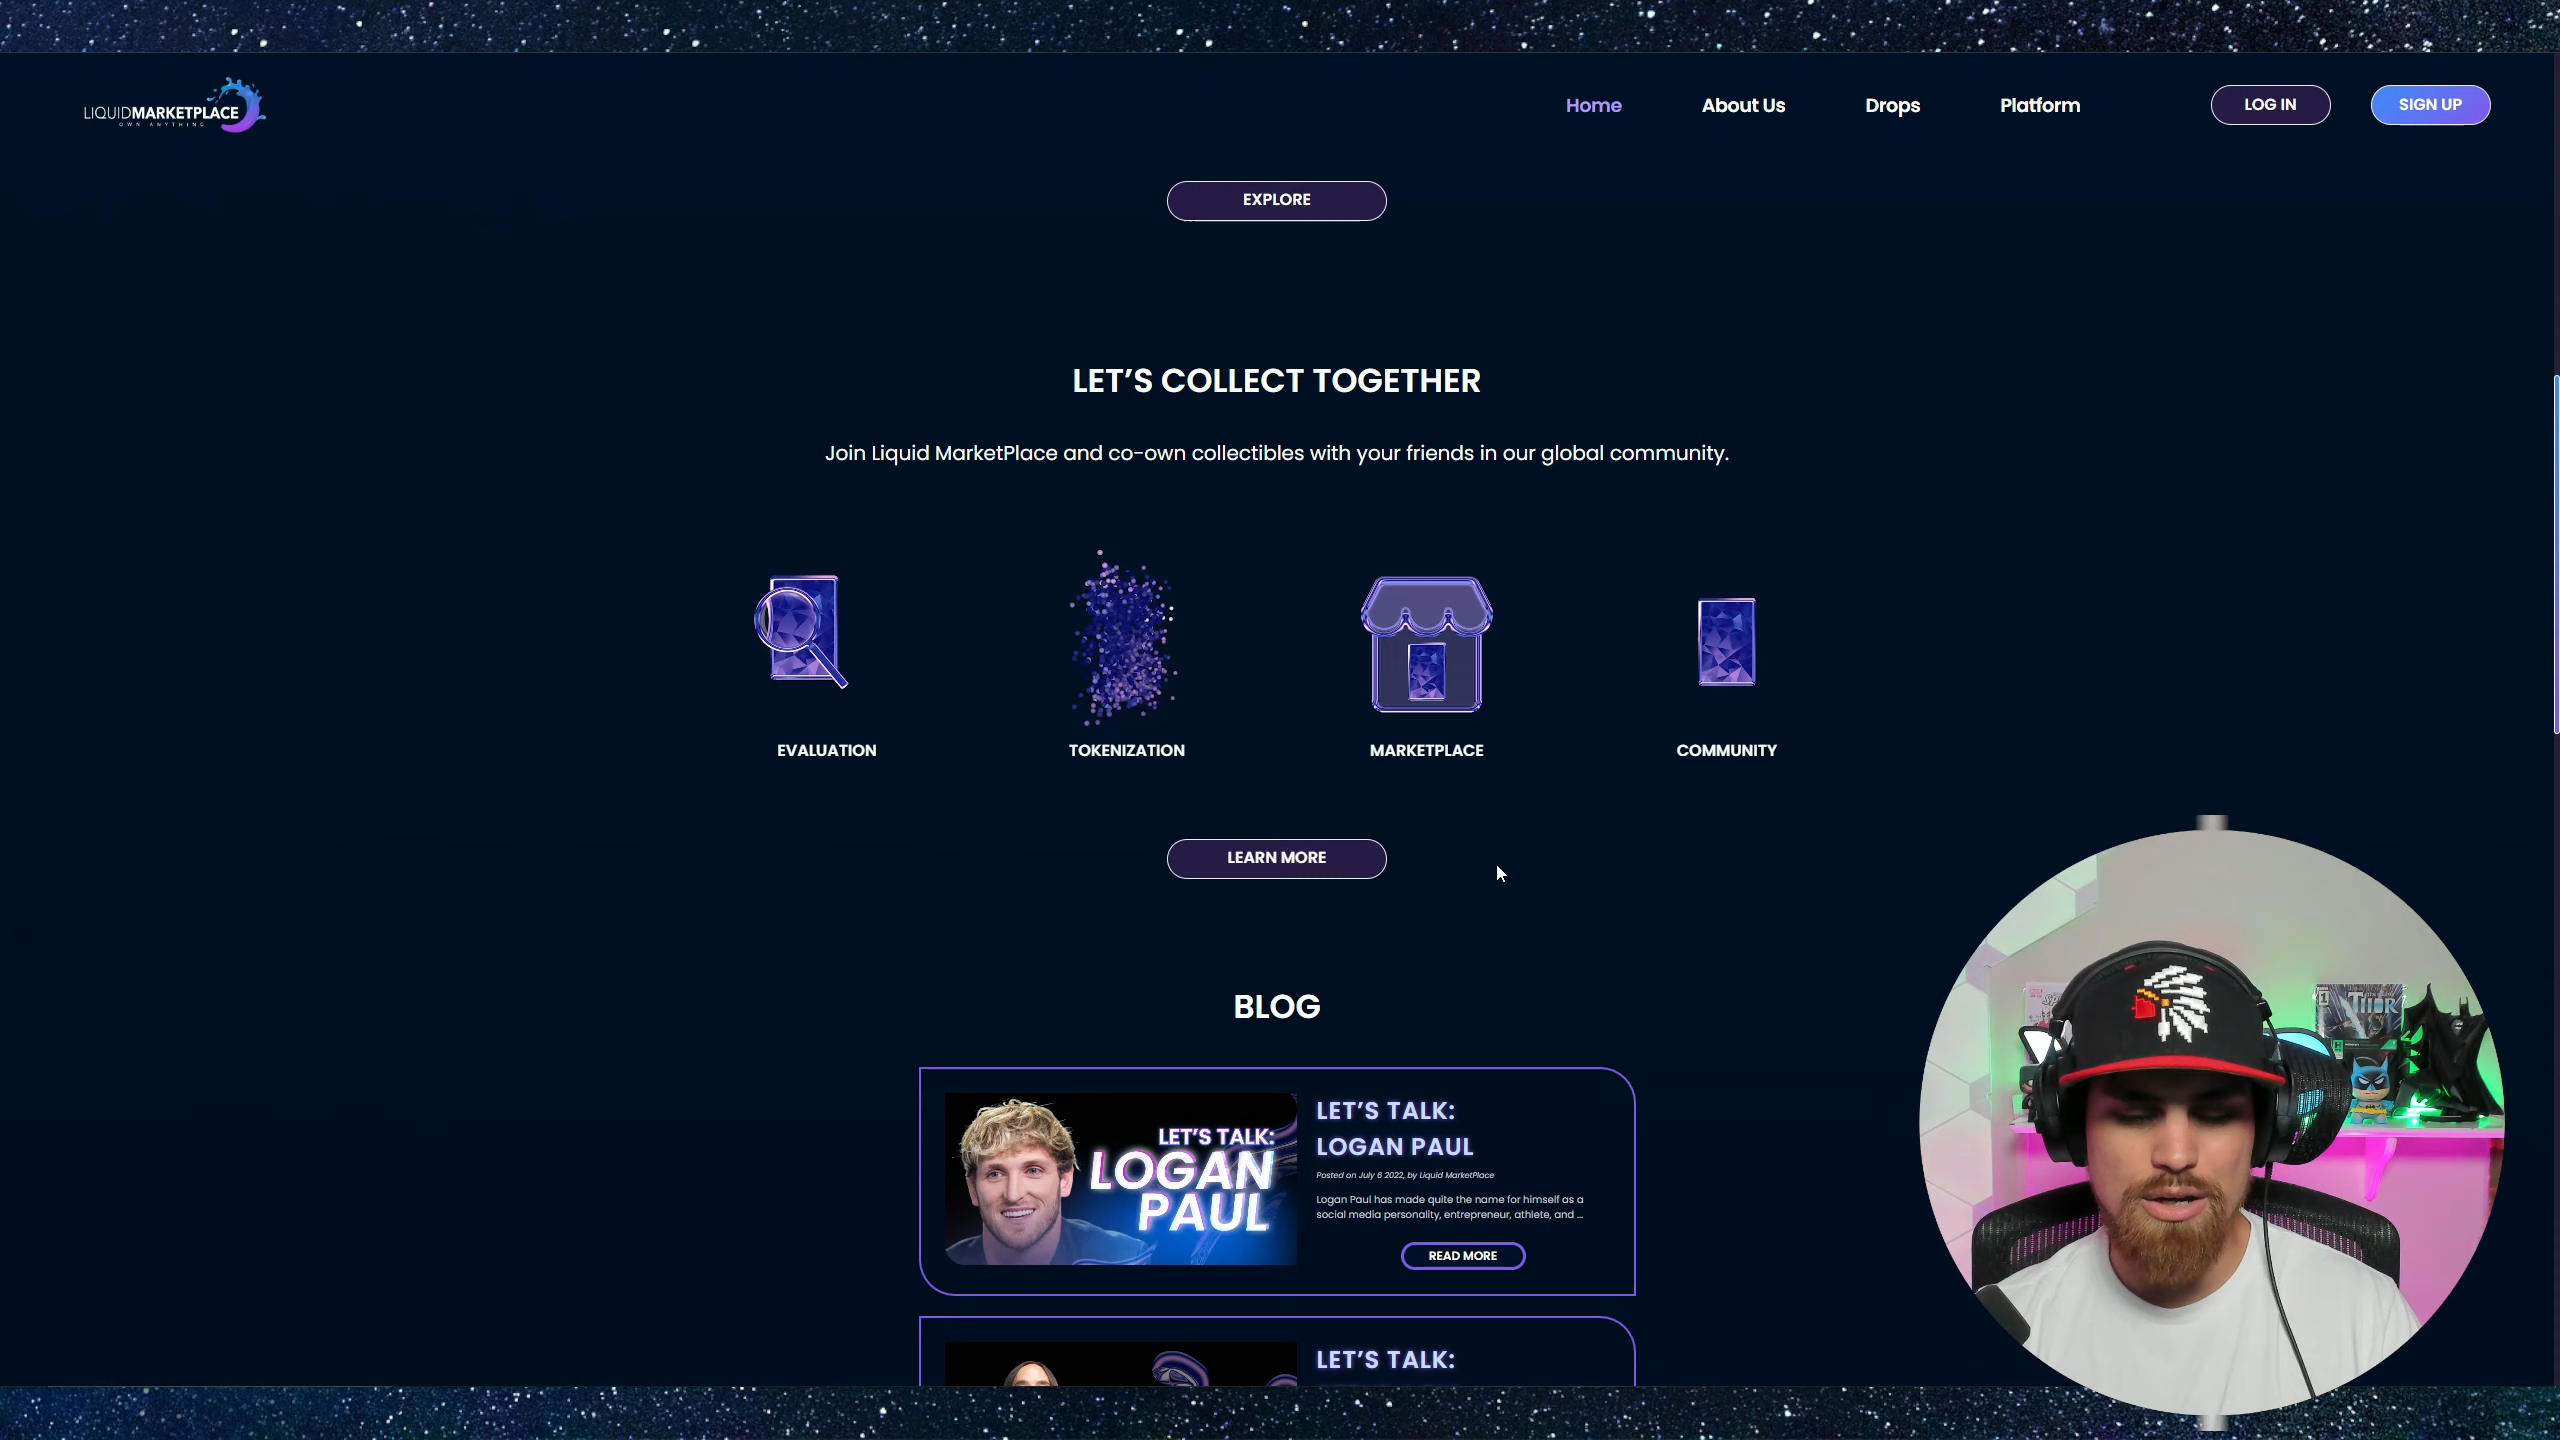 LIQUIDMARKETPLACE
OWN ANYTHING
Home
About Us
Drops
Platform
LOG IN
SIGN UP
EXPLORE
LET'S COLLECT TOGETHER
Join Liquid MarketPlace and co-own collectibles with your friends in our global community.
EVALUATION
TOKENIZATION
MARKETPLACE
COMMUNITY
LEARN MORE
BLOG
LET'S TALK:
LOGAN
PAUL
LET'S TALK:
LOGAN PAUL
Posted on July 6 2022, by Liquid MarketPlace
Logan Paul has made quite the name for himself as a
social media personality, entrepreneur, athlete, and ...
READ MORE
LET'S TALK:
THOR